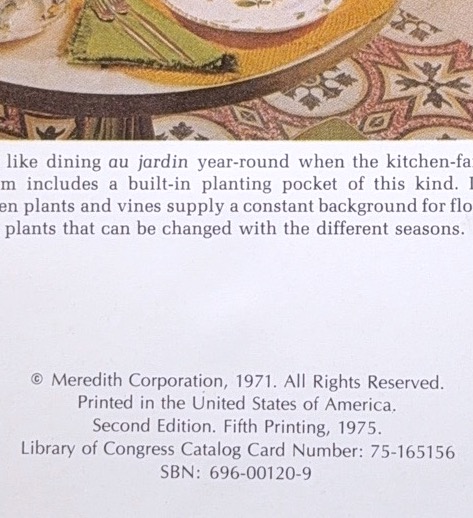 like dining au jardin year-round when the kitchen-fa
m includes a built-in planting pocket of this kind.
en plants and vines supply a constant background for flo
plants that can be changed with the different seasons.
© Meredith Corporation, 1971. All Rights Reserved.
Printed in the United States of America.
Second Edition. Fifth Printing, 1975.
Library of Congress Catalog Card Number: 75-165156
SBN: 696-00120-9